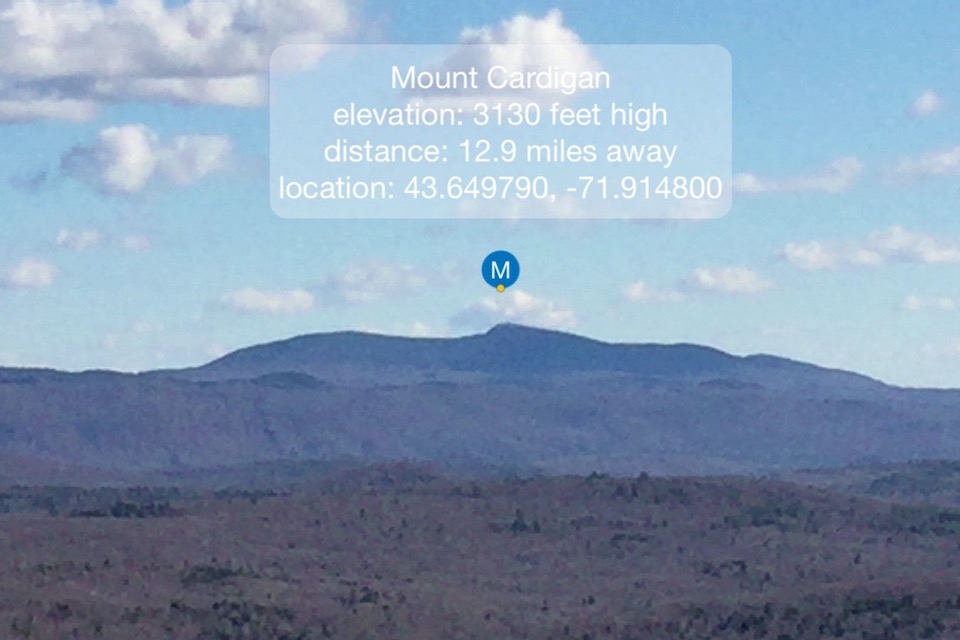 Mount Cardigan
elevation: 3130 feet high
distance: 12.9 miles away
location: 43.649790, -71.914800
M